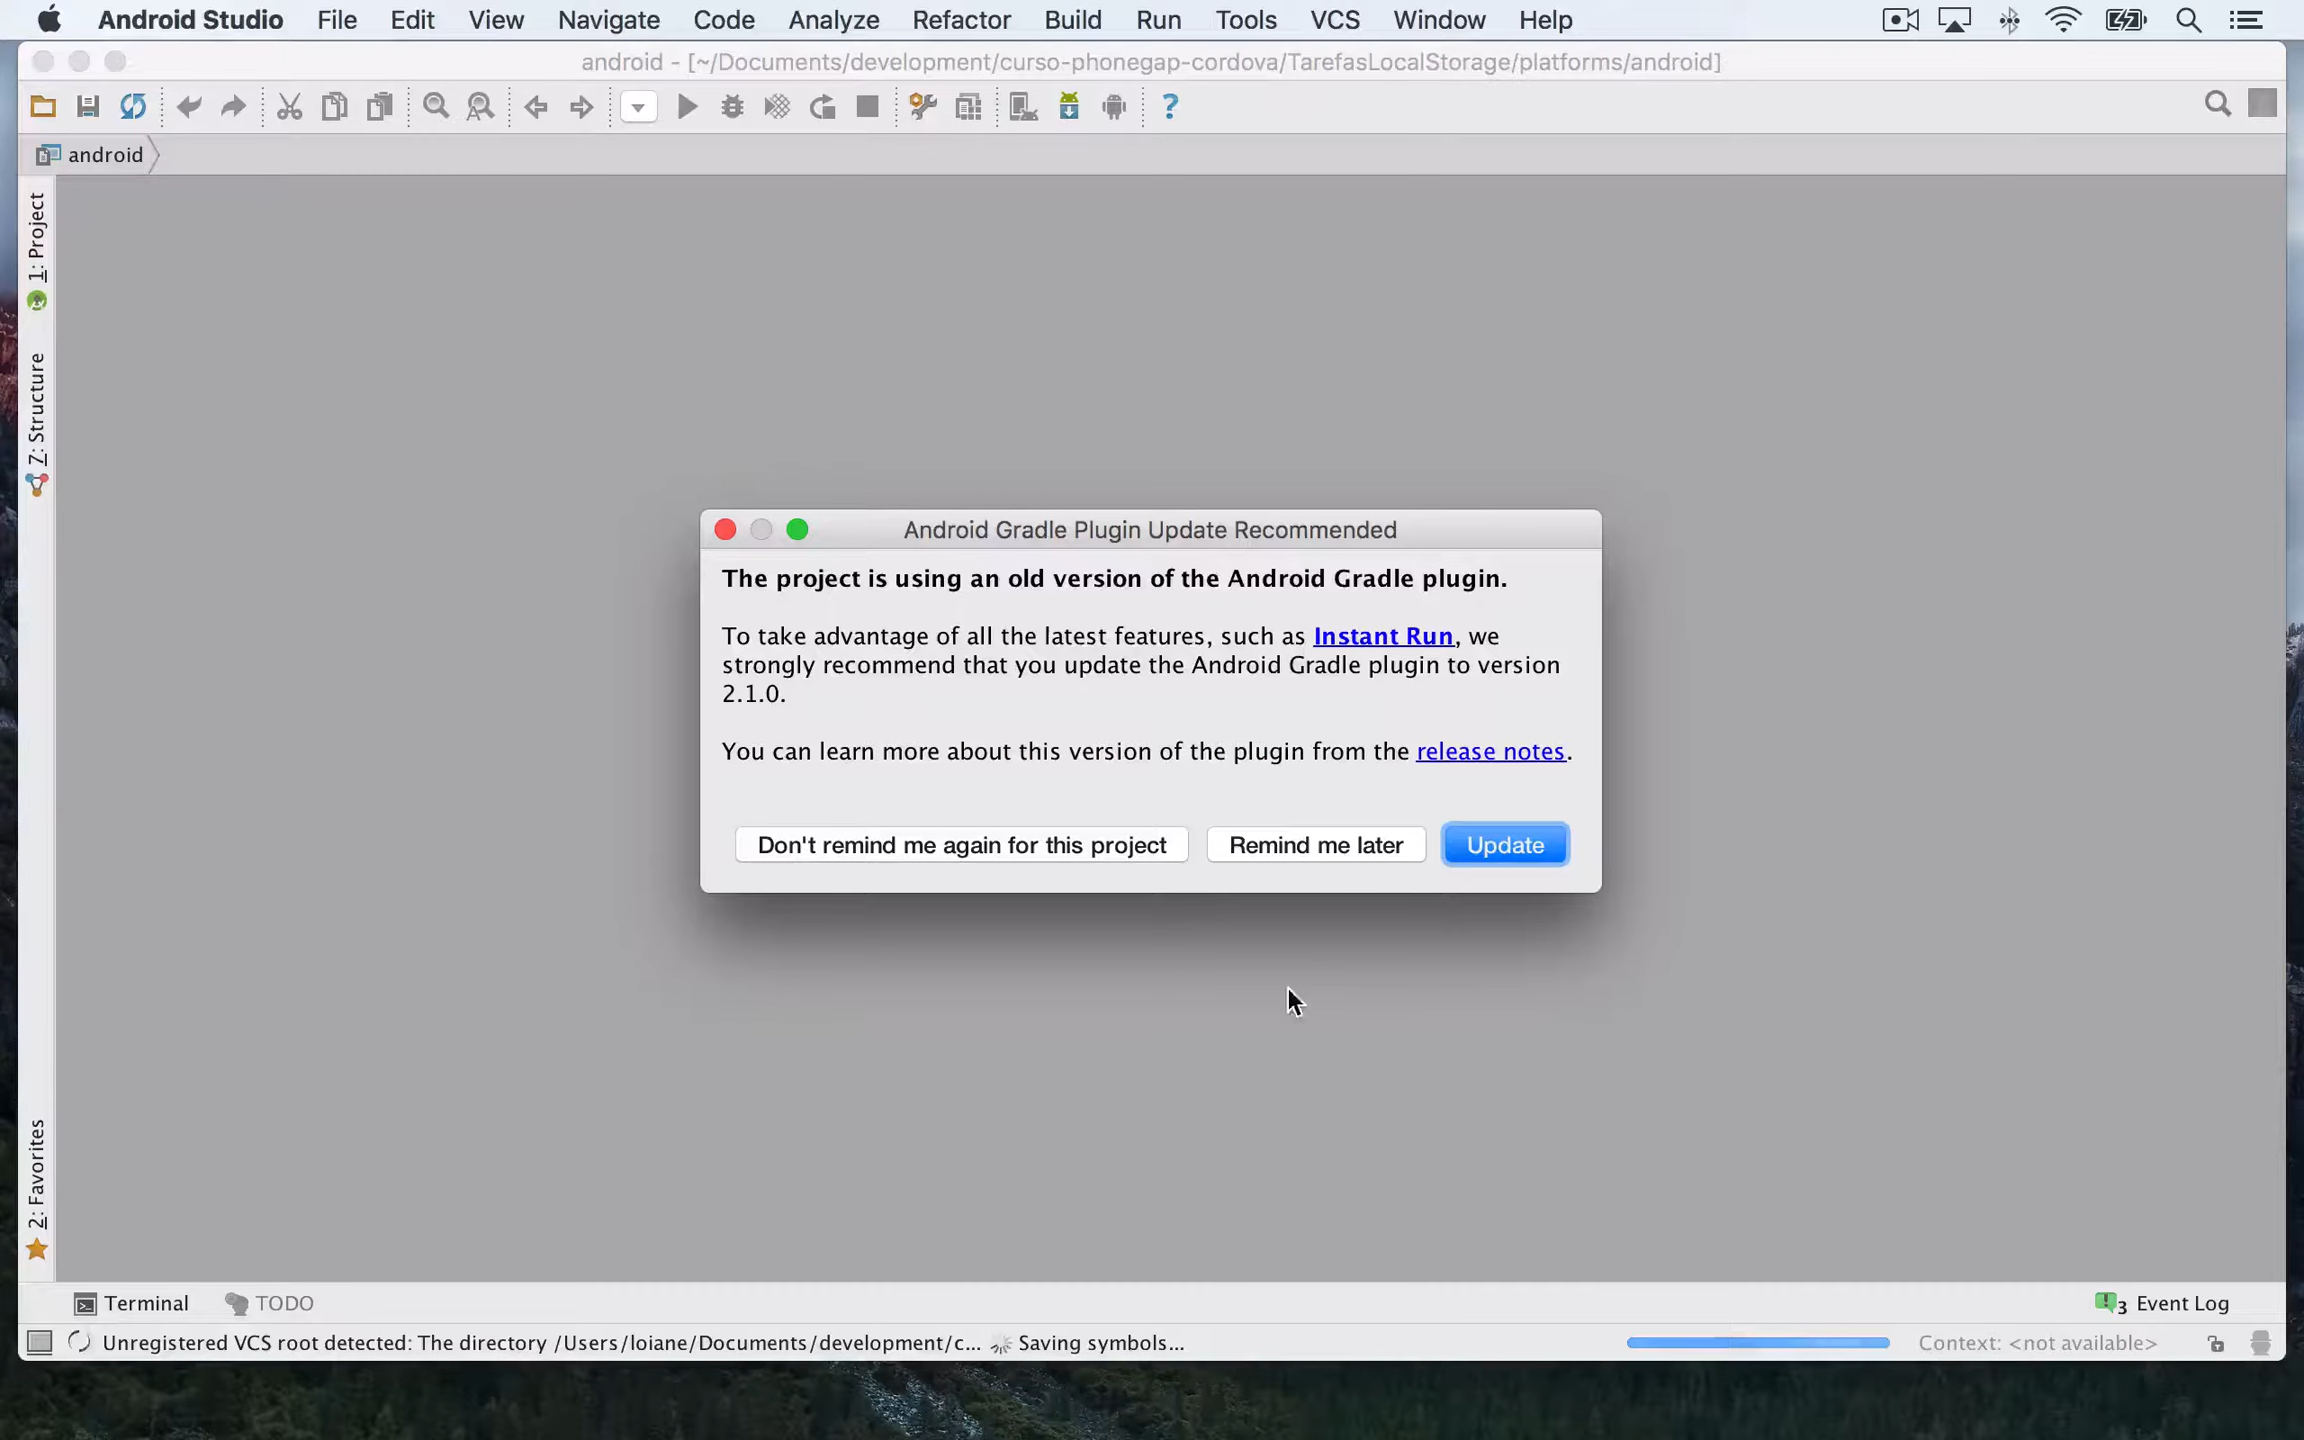 Android Studio File Edit View Navigate Code Analyze Refactor Build Run Tools VCS Window Help
android - [~/Documents/development/curso-phonegap-cordova/TarefasLocalStorage/platforms/android]
android
1: Project
7: Structure
2: Favorites
Android Gradle Plugin Update Recommended
The project is using an old version of the Android Gradle plugin.
To take advantage of all the latest features, such as Instant Run, we
strongly recommend that you update the Android Gradle plugin to version
2.1.0.
You can learn more about this version of the plugin from the release notes.
Don't remind me again for this project Remind me later Update
Terminal TODO 3 Event Log
Unregistered VCS root detected: The directory /Users/loiane/Documents/development/c... Saving symbols... Context: <not available>